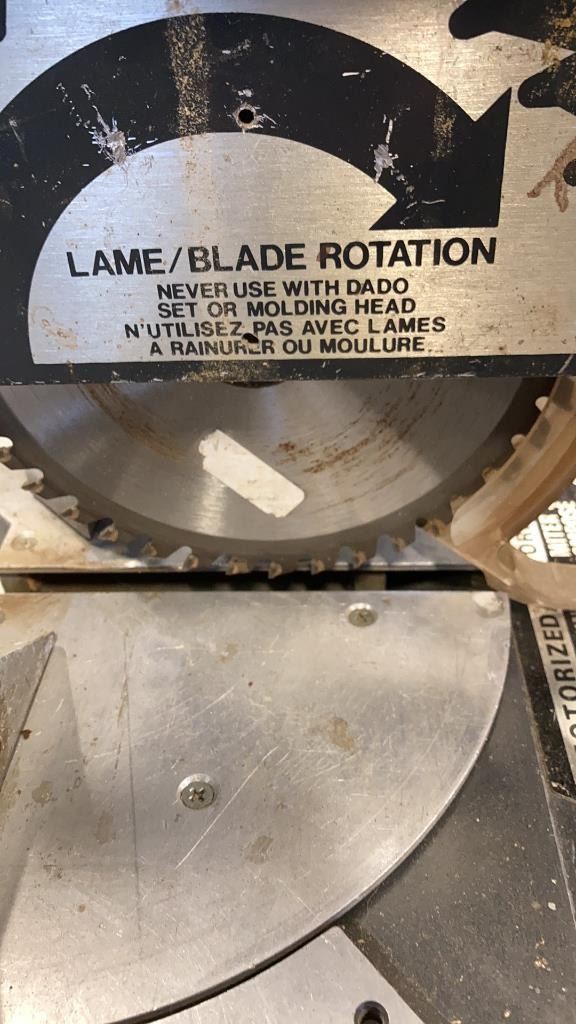 LAME/BLADE ROTATION
NEVER USE WITH DADO
SET OR MOLDING HEAD
N'UTILISEZ PAS AVEC LAMES
A RAINURER OU MOULURE